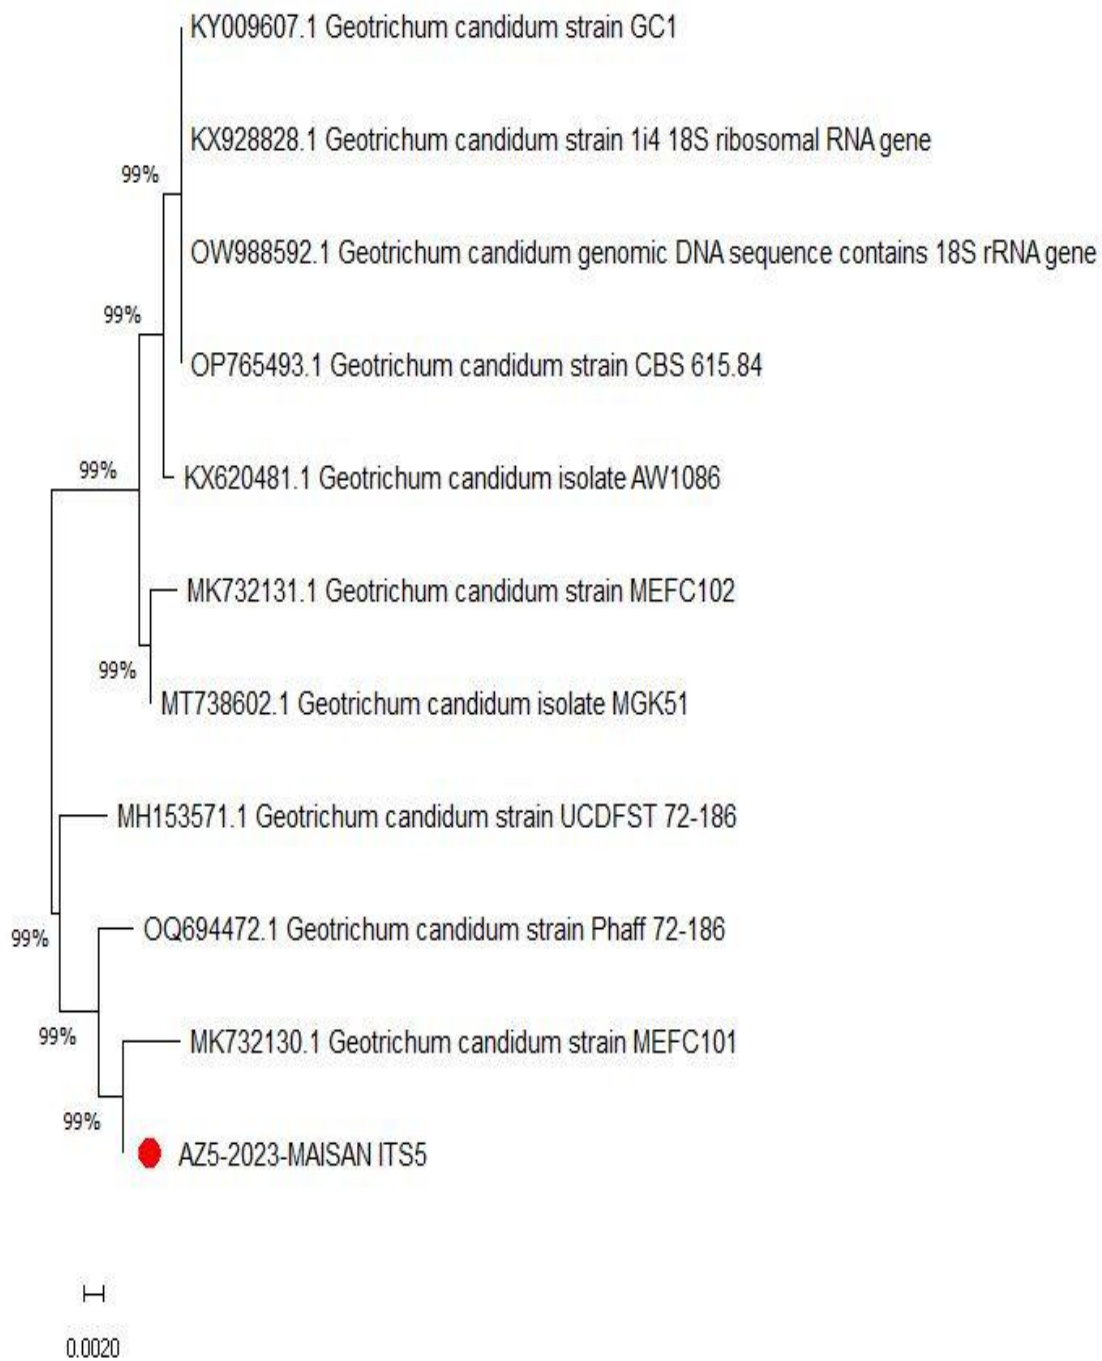 KY009607.1 Geotrichum candidum strain GC1
KX928828.1 Geotrichum candidum strain 1i4 18S ribosomal RNA gene
99%
OW988592.1 Geotrichum candidum genomic DNA sequence contains 18S rRNA gene
99%
OP765493.1 Geotrichum candidum strain CBS 615.84
99%
KX620481.1 Geotrichum candidum isolate AW1086
MK732131.1 Geotrichum candidum strain MEFC102
99%
MT738602.1 Geotrichum candidum isolate MGK51
MH153571.1 Geotrichum candidum strain UCDFST 72-186
OQ694472.1 Geotrichum candidum strain Phaff 72-186
99%
99%
MK732130.1 Geotrichum candidum strain MEFC101
99%
AZ5-2023-MAISAN ITS5
0.0020